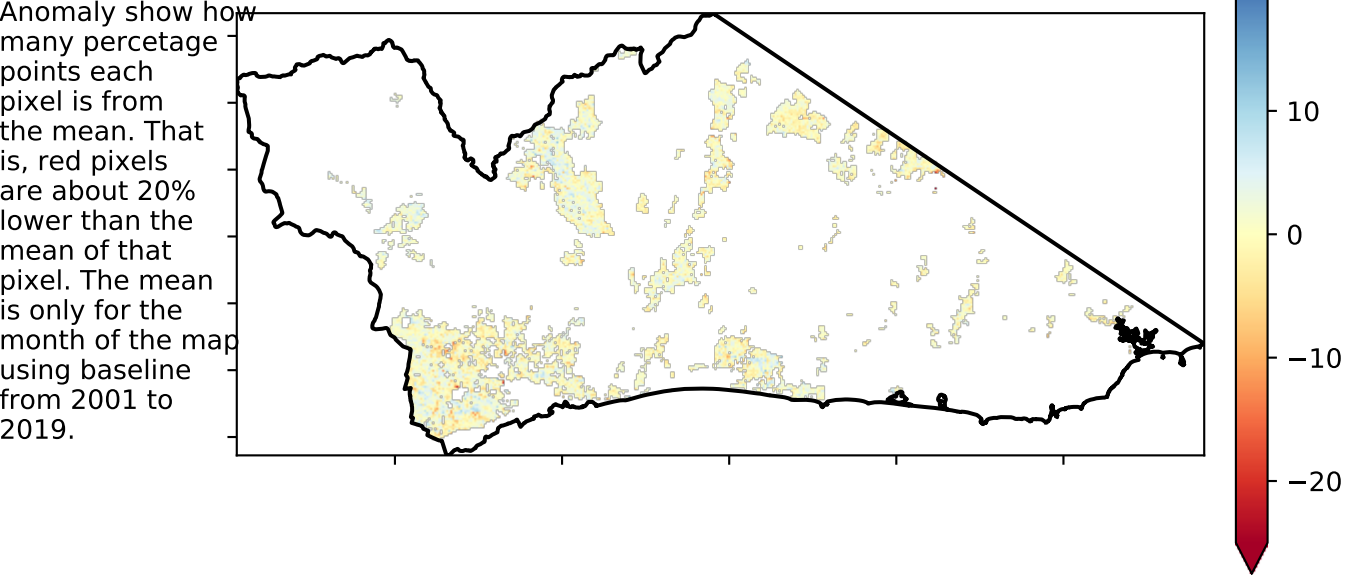 Anomaly show how
many percetage
points each
pixel is from
the mean. That
is, red pixels
are about 20%
lower than the
mean of that
pixel. The mean
is only for the
month of the map
using baseline
from 2001 to
2019.
10
0
−10
−20